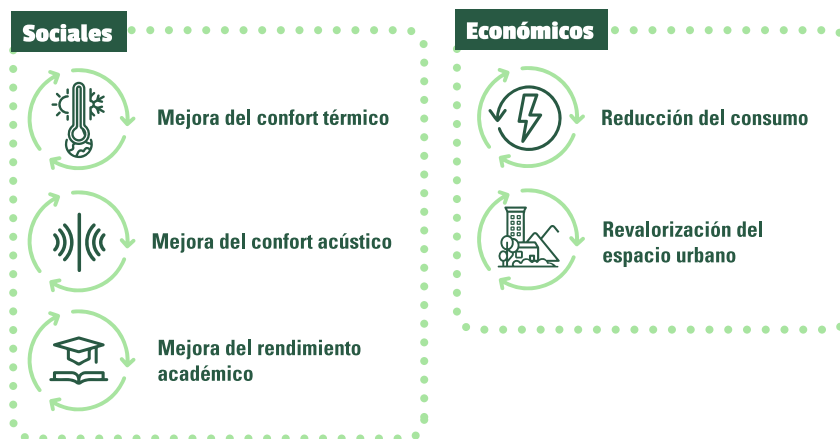 Sociales
Mejora del confort térmico
Mejora del confort acústico
Mejora del rendimiento
académico
Económicos
Reducción del consumo
Revalorización del
espacio urbano